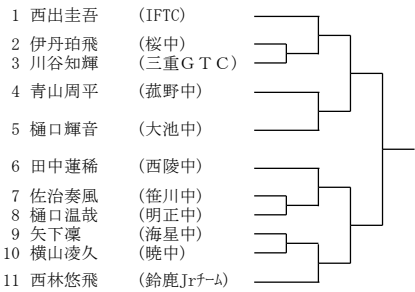 1 西出圭吾 (IFTC)
2 伊丹珀飛 (桜中)
3 川谷知輝 (三重GTC)
4 青山周平 (菰野中)
5 樋口輝音 (大池中)
6 田中蓮稀 (西陵中)
7 佐治奏風 (笹川中)
8 樋口温哉 (明正中)
9 矢下凜 (海星中)
10 横山凌久 (暁中)
11 西林悠飛 (鈴鹿Jrチーム)